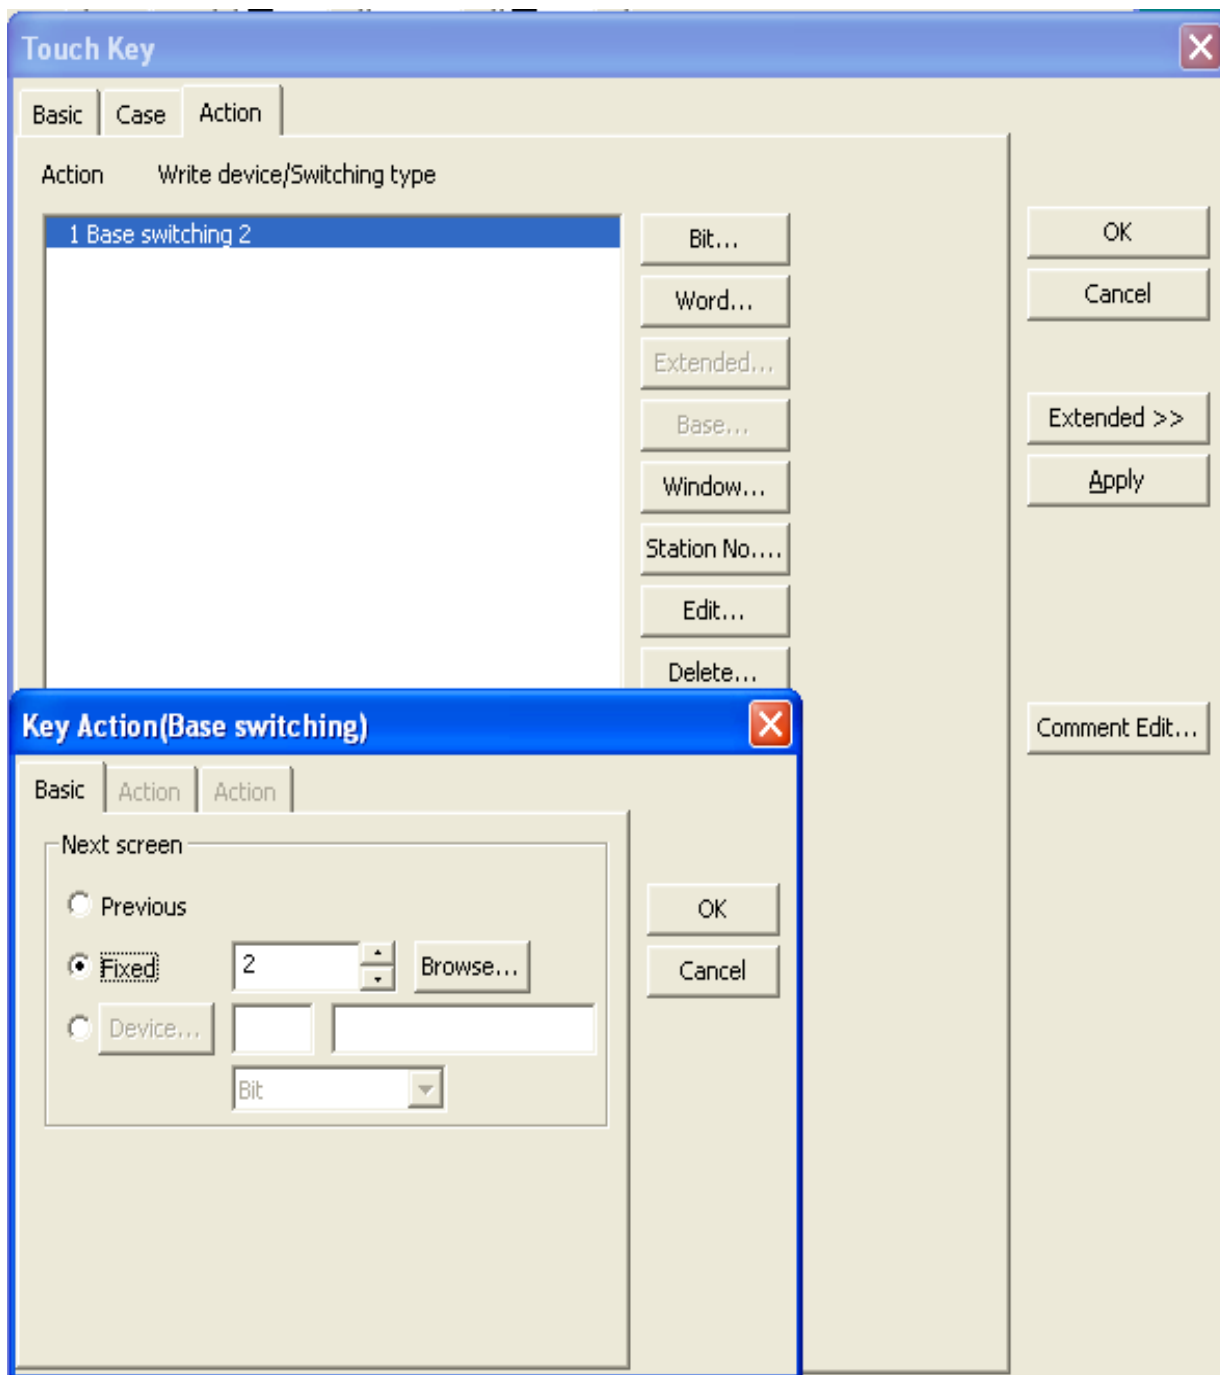 Touch Key
Basic Case Action
Action Write device/Switching type
1 Base switching 2
Bit...
Word...
Extended...
Base...
Window...
Station No....
Edit...
Delete...
OK
Cancel
Extended >>
Apply
Comment Edit...
Key Action(Base switching)
Basic Action Action
Next screen
Previous
Fixed 2 Browse...
Device...
Bit
OK
Cancel